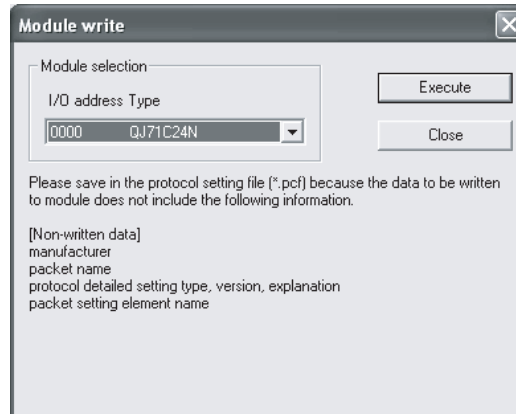 Module write
Module selection
I/O address Type
0000 QJ71C24N
Execute
Close
Please save in the protocol setting file (*.pcf) because the data to be written
to module does not include the following information.
[Non-written data]
manufacturer
packet name
protocol detailed setting type, version, explanation
packet setting element name